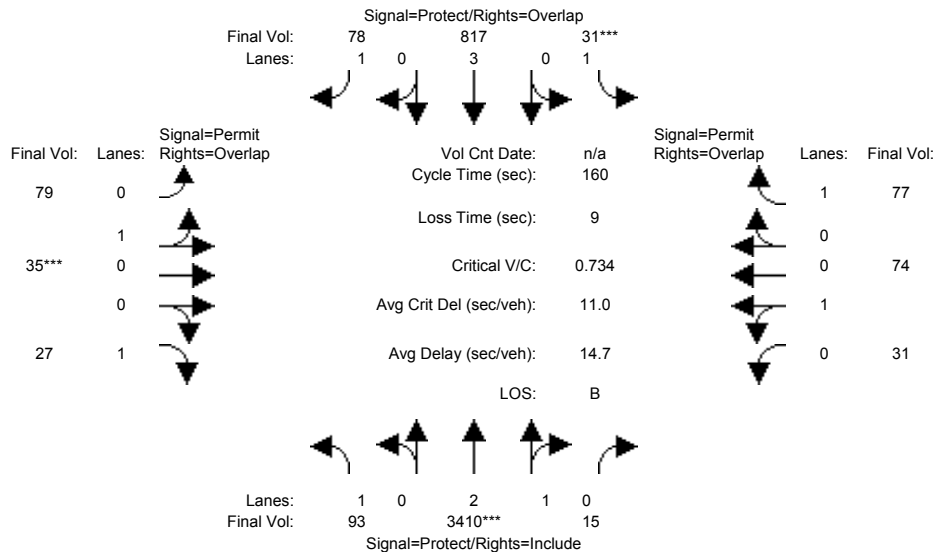 Signal=Protect/Rights=Overlap
Final Vol: 78 817 31***
Lanes: 1 0 3 0 1
Signal=Permit Signal=Permit
Final Vol: Lanes: Rights=Overlap Vol Cnt Date: n/a Rights=Overlap Lanes: Final Vol:
Cycle Time (sec): 160
79 0 1 77
Loss Time (sec): 9
1 0
35*** 0 Critical V/C: 0.734 0 74
0 Avg Crit Del (sec/veh): 11.0 1
27 1 Avg Delay (sec/veh): 14.7 0 31
LOS: B
Lanes: 1 0 2 1 0
Final Vol: 93 3410*** 15
Signal=Protect/Rights=Include